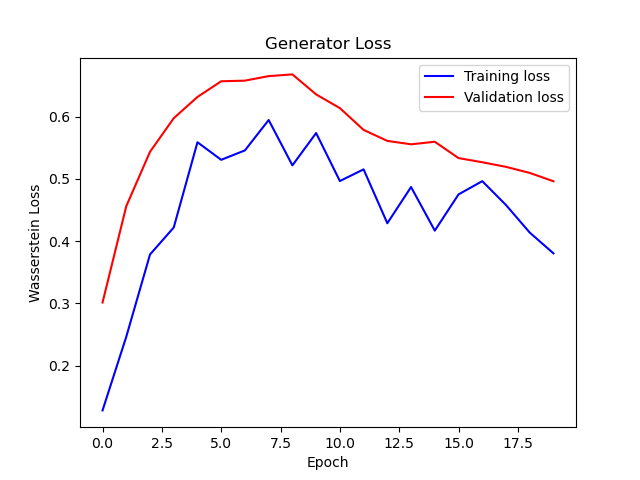 Generator Loss
Training loss
Validation loss
0.6
0.5
0.4
0.3
0.2
Wasserstein Loss
0.0 2.5 5.0 7.5 10.0 12.5 15.0 17.5
Epoch